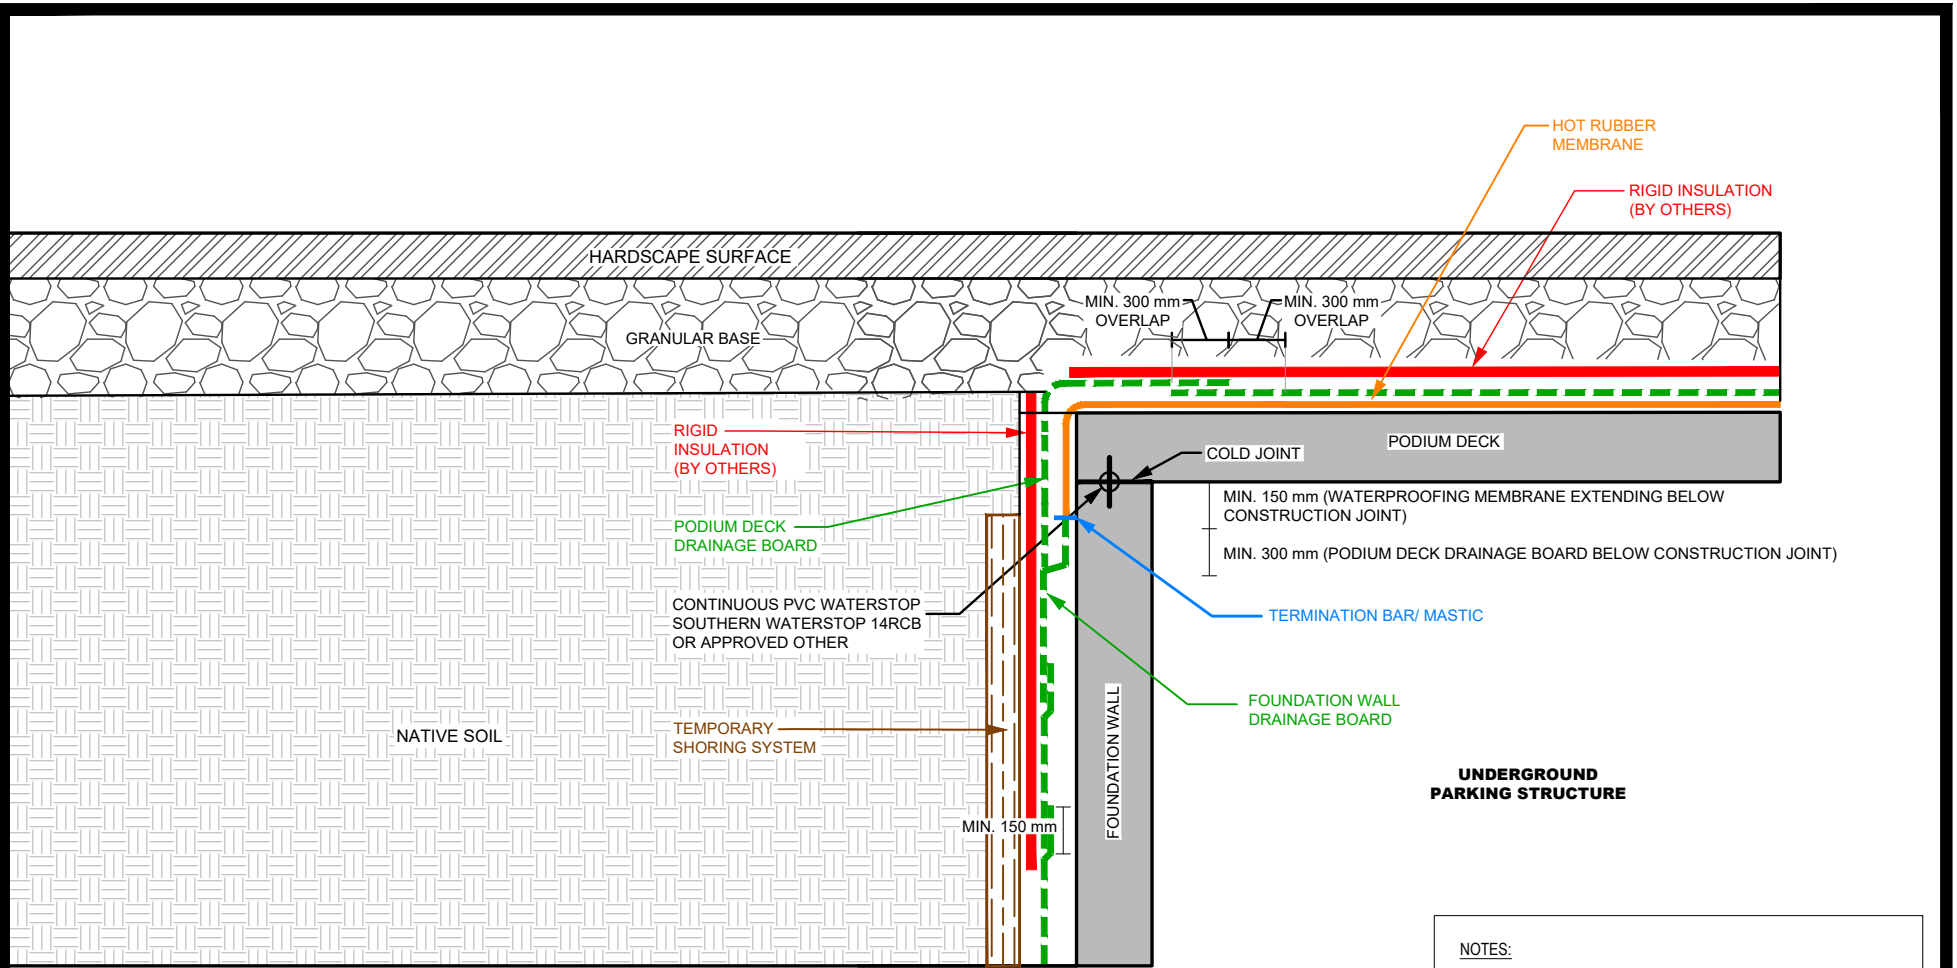 HOT RUBBER
MEMBRANE
RIGID INSULATION
(BY OTHERS)
HARDSCAPE SURFACE
MIN. 300 mm
OVERLAP
MIN. 300 mm
OVERLAP
GRANULAR BASE
RIGID
INSULATION
(BY OTHERS)
PODIUM DECK
COLD JOINT
MIN. 150 mm (WATERPROOFING MEMBRANE EXTENDING BELOW
CONSTRUCTION JOINT)
PODIUM DECK
DRAINAGE BOARD
MIN. 300 mm (PODIUM DECK DRAINAGE BOARD BELOW CONSTRUCTION JOINT)
CONTINUOUS PVC WATERSTOP
SOUTHERN WATERSTOP 14RCB
OR APPROVED OTHER
TERMINATION BAR/ MASTIC
FOUNDATION WALL
DRAINAGE BOARD
NATIVE SOIL
TEMPORARY
SHORING SYSTEM
FOUNDATION WALL
UNDERGROUND
PARKING STRUCTURE
MIN. 150 mm
NOTES: